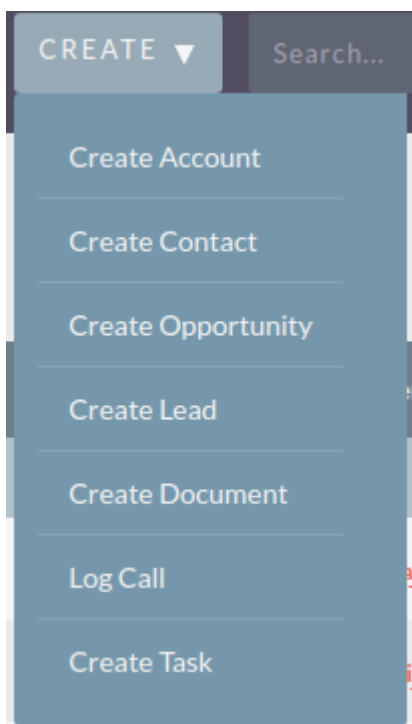 CREATE ▼ Search...
Create Account
Create Contact
Create Opportunity
Create Lead
Create Document
Log Call
Create Task